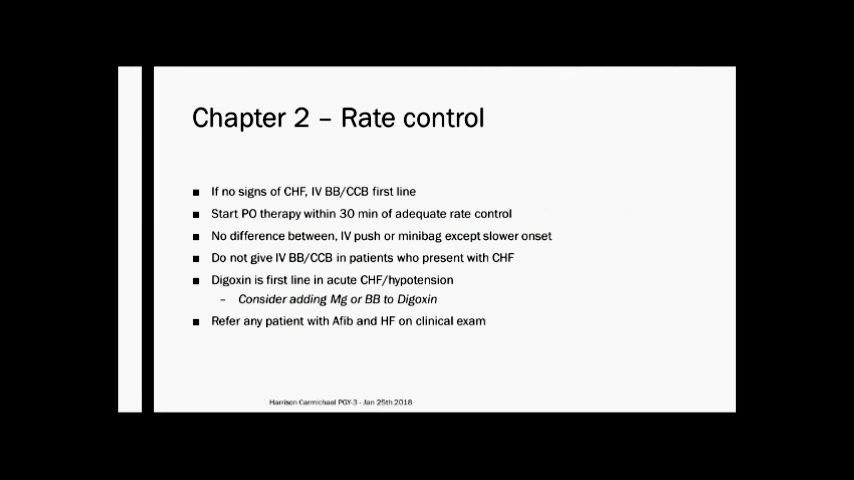 Chapter 2 – Rate control
■ If no signs of CHF, IV BB/CCB first line
■ Start PO therapy within 30 min of adequate rate control
■ No difference between, IV push or minibag except slower onset
■ Do not give IV BB/CCB in patients who present with CHF
■ Digoxin is first line in acute CHF/hypotension
– Consider adding Mg or BB to Digoxin
■ Refer any patient with Afib and HF on clinical exam
Harrison Carmichael PGY-3 - Jan 25th 2018